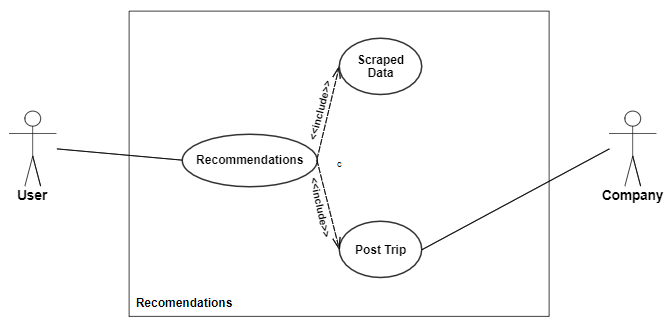 Scraped
Data
<<include>>
User
Recommendations
c
Company
<<include>>
Post Trip
Recomendations